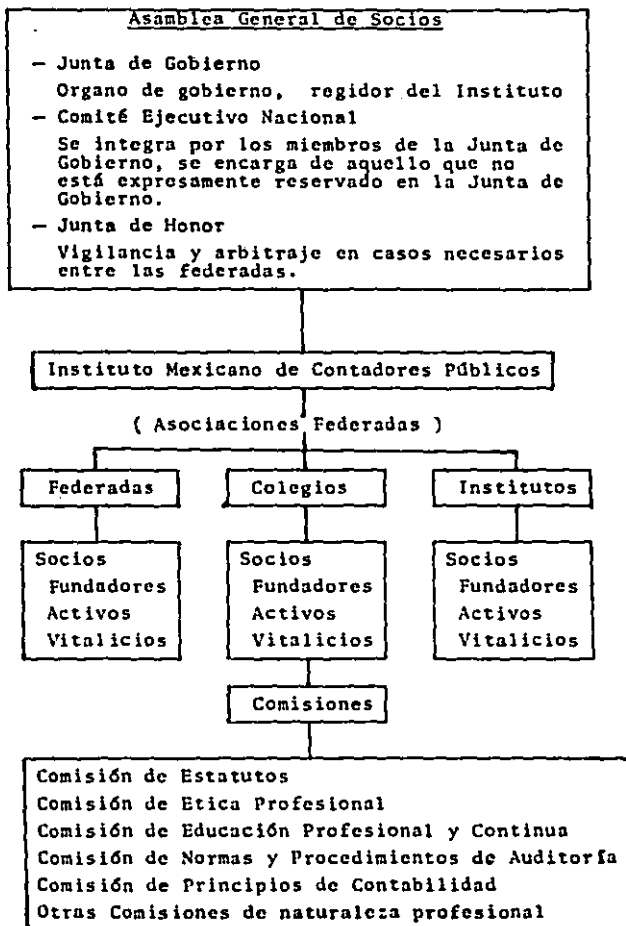 Asamblea General de Socios
— Junta de Gobierno
Organo de gobierno, regidor del Instituto
— Comité Ejecutivo Nacional
Se integra por los miembros de la Junta de
Gobierno, se encarga de aquello que no
está expresamente reservado en la Junta de
Gobierno.
— Junta de Honor
Vigilancia y arbitraje en casos necesarios
entre las federadas.
Instituto Mexicano de Contadores Públicos
( Asociaciones Federadas )
Federadas
Colegios
Institutos
Socios
Fundadores
Activos
Vitalicios
Socios
Fundadores
Activos
Vitalicios
Socios
Fundadores
Activos
Vitalicios
Comisiones
Comisión de Estatutos
Comisión de Etica Profesional
Comisión de Educación Profesional y Continua
Comisión de Normas y Procedimientos de Auditoría
Comisión de Principios de Contabilidad
Otras Comisiones de naturaleza profesional